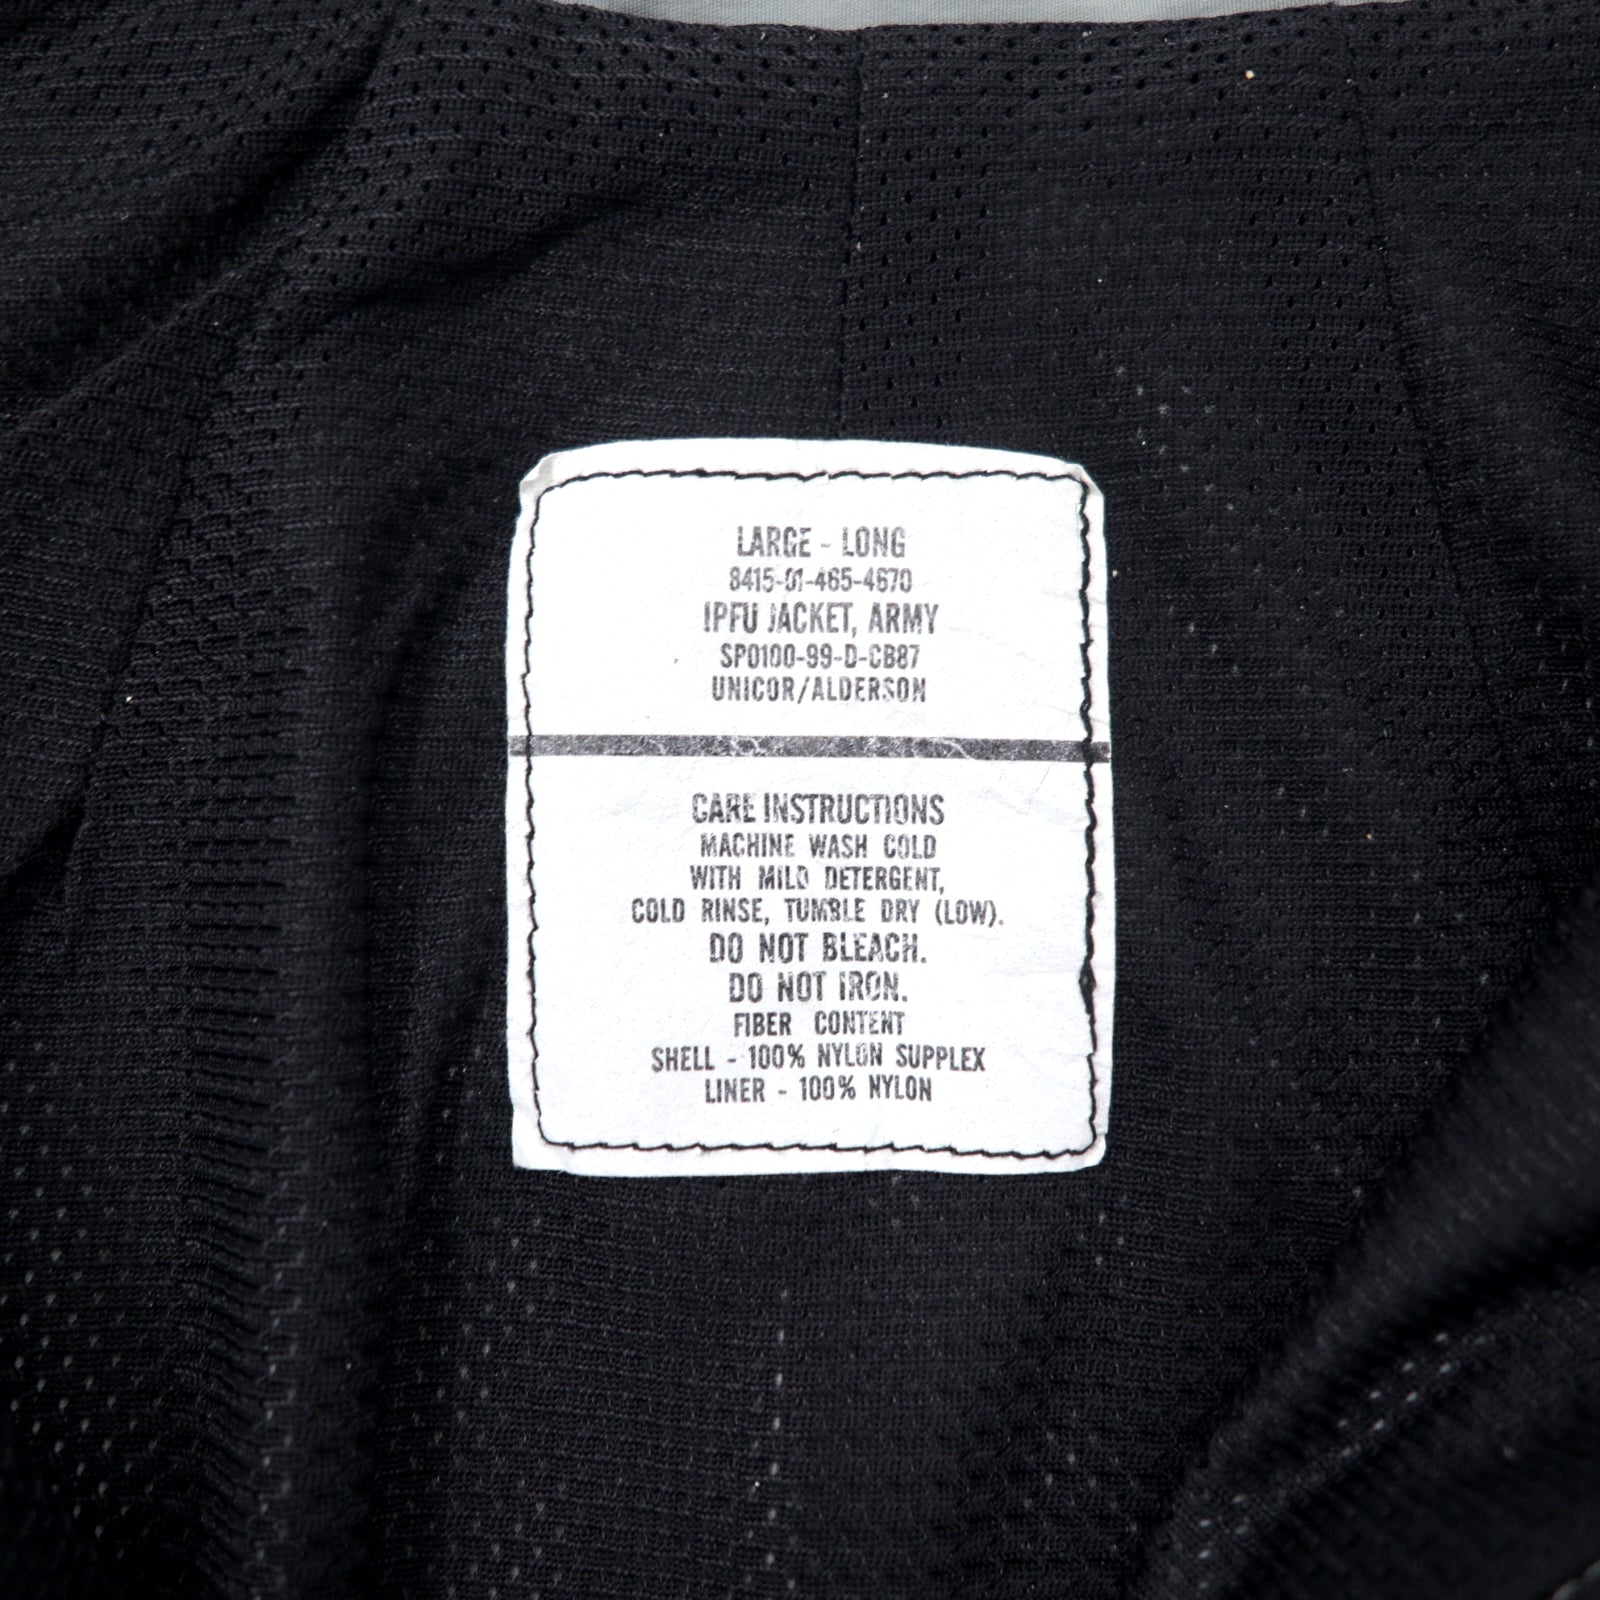 LARGE - LONG
8415-01-465-4670
IPFU JACKET, ARMY
SP0100-99-D-CB87
UNICOR/ALDERSON
CARE INSTRUCTIONS
MACHINE WASH COLD
WITH MILD DETERGENT,
COLD RINSE, TUMBLE DRY (LOW).
DO NOT BLEACH.
DO NOT IRON.
FIBER CONTENT
SHELL - 100% NYLON SUPPLEX
LINER - 100% NYLON